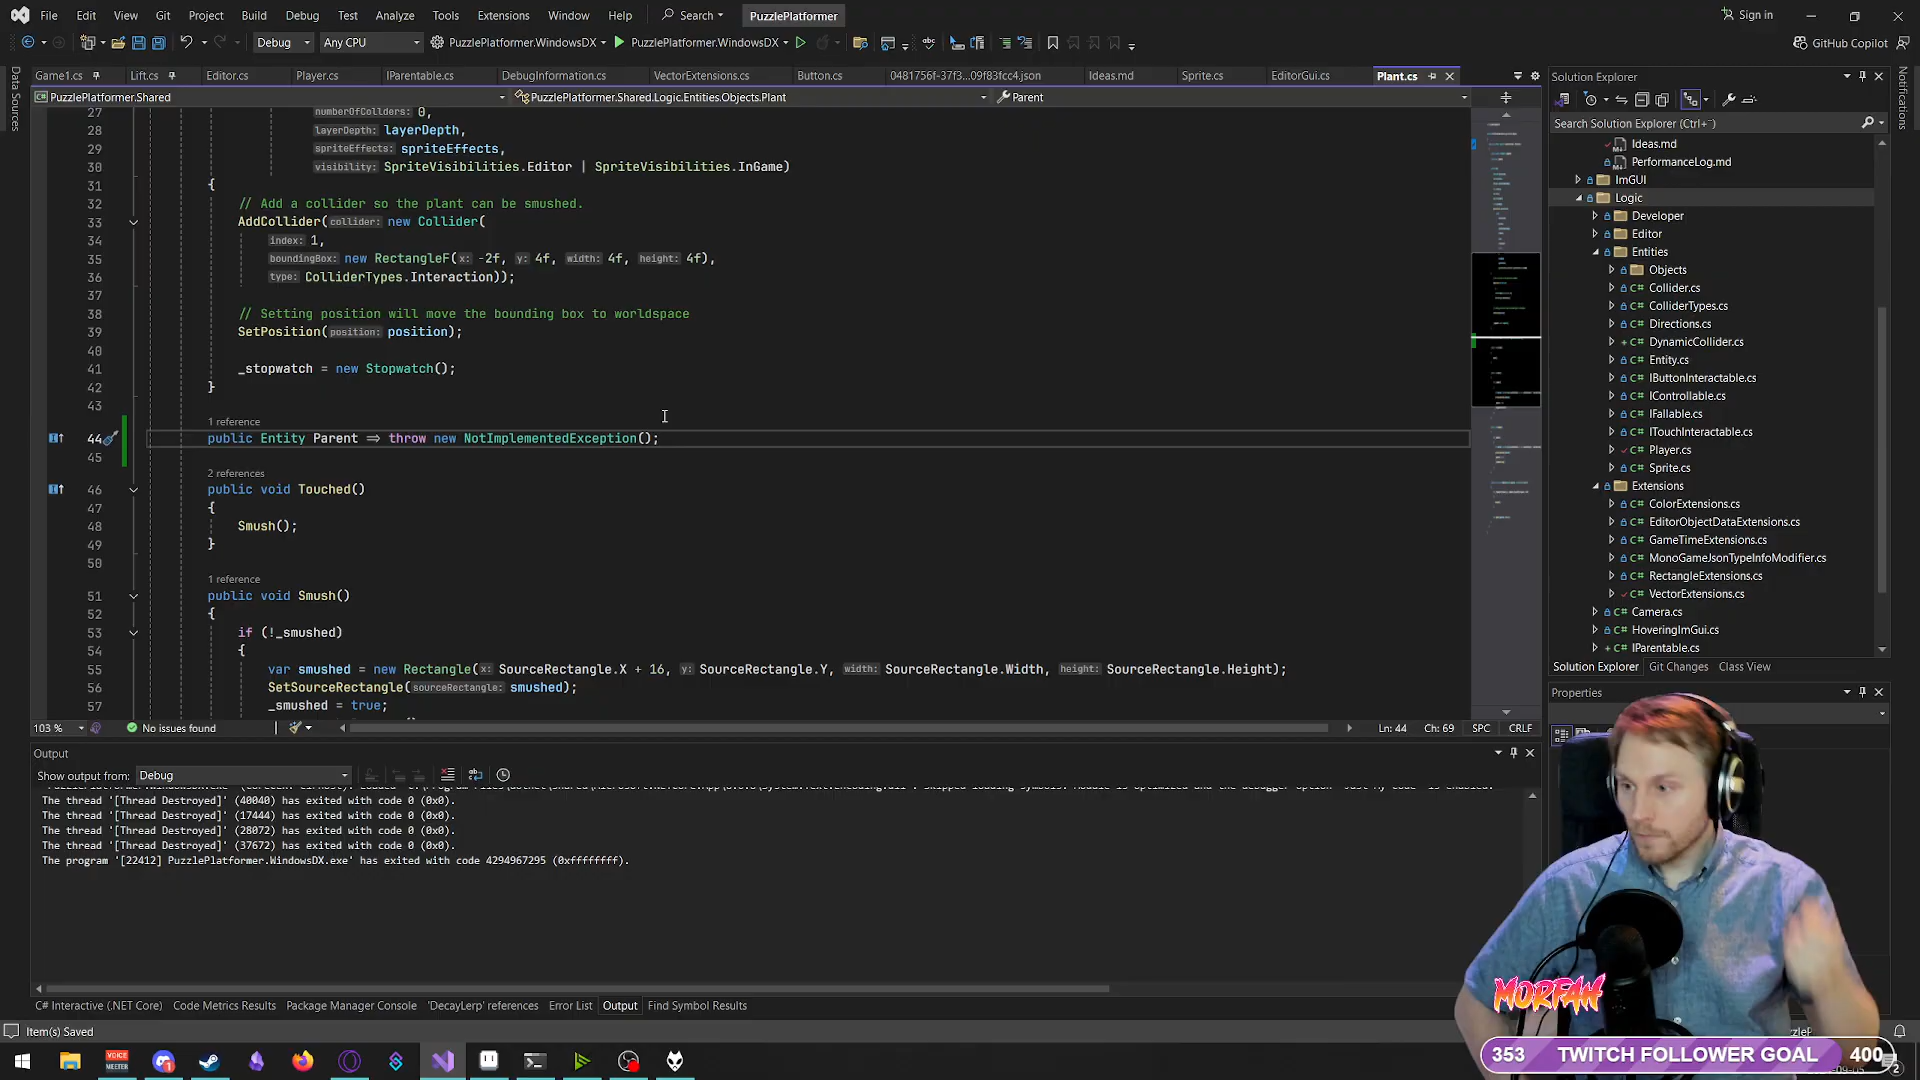 File Edit View Git Project Build Debug Test Analyze Tools Extensions Window Help Search PuzzlePlatformer Sign in
Debug Any CPU PuzzlePlatformer.WindowsDX PuzzlePlatformer.WindowsDX GitHub Copilot
Game1.cs Lift.cs Editor.cs Player.cs IParentable.cs DebugInformation.cs VectorExtensions.cs Button.cs 0481756f-37f3...09f83fcc4.json Ideas.md Sprite.cs EditorGui.cs Plant.cs
PuzzlePlatformer.Shared PuzzlePlatformer.Shared.Logic.Entities.Objects.Plant Parent
Data Sources
27 numberOfColliders: 0,
28 layerDepth: layerDepth,
29 spriteEffects: spriteEffects,
30 visibility: SpriteVisibilities.Editor | SpriteVisibilities.InGame)
31 {
32 // Add a collider so the plant can be smushed.
33 AddCollider(collider: new Collider(
34 index: 1,
35 boundingBox: new RectangleF(x: -2f, y: 4f, width: 4f, height: 4f),
36 type: ColliderTypes.Interaction));
37
38 // Setting position will move the bounding box to worldspace
39 SetPosition(position: position);
40
41 _stopwatch = new Stopwatch();
42 }
43
1 reference
44 public Entity Parent => throw new NotImplementedException();
45
2 references
46 public void Touched()
47 {
48 Smush();
49 }
50
1 reference
51 public void Smush()
52 {
53 if (!_smushed)
54 {
55 var smushed = new Rectangle(x: SourceRectangle.X + 16, y: SourceRectangle.Y, width: SourceRectangle.Width, height: SourceRectangle.Height);
56 SetSourceRectangle(sourceRectangle: smushed);
57 _smushed = true;
103 % No issues found Ln: 44 Ch: 69 SPC CRLF
Output
Show output from: Debug
The thread '[Thread Destroyed]' (40040) has exited with code 0 (0x0).
The thread '[Thread Destroyed]' (17444) has exited with code 0 (0x0).
The thread '[Thread Destroyed]' (28072) has exited with code 0 (0x0).
The thread '[Thread Destroyed]' (37672) has exited with code 0 (0x0).
The program '[22412] PuzzlePlatformer.WindowsDX.exe' has exited with code 4294967295 (0xffffffff).
C# Interactive (.NET Core) Code Metrics Results Package Manager Console 'DecayLerp' references Error List Output Find Symbol Results
Item(s) Saved
Solution Explorer
Search Solution Explorer (Ctrl+¨)
Ideas.md
PerformanceLog.md
ImGUI
Logic
Developer
Editor
Entities
Objects
C# Collider.cs
C# ColliderTypes.cs
C# Directions.cs
C# DynamicCollider.cs
C# Entity.cs
C# IButtonInteractable.cs
C# IControllable.cs
C# IFallable.cs
C# ITouchInteractable.cs
C# Player.cs
C# Sprite.cs
Extensions
C# ColorExtensions.cs
C# EditorObjectDataExtensions.cs
C# GameTimeExtensions.cs
C# MonoGameJsonTypeInfoModifier.cs
C# RectangleExtensions.cs
C# VectorExtensions.cs
C# Camera.cs
C# HoveringImGui.cs
C# IParentable.cs
Solution Explorer Git Changes Class View
Properties
Notifications
MORFAH
353 TWITCH FOLLOWER GOAL 400
VOICE MEETER